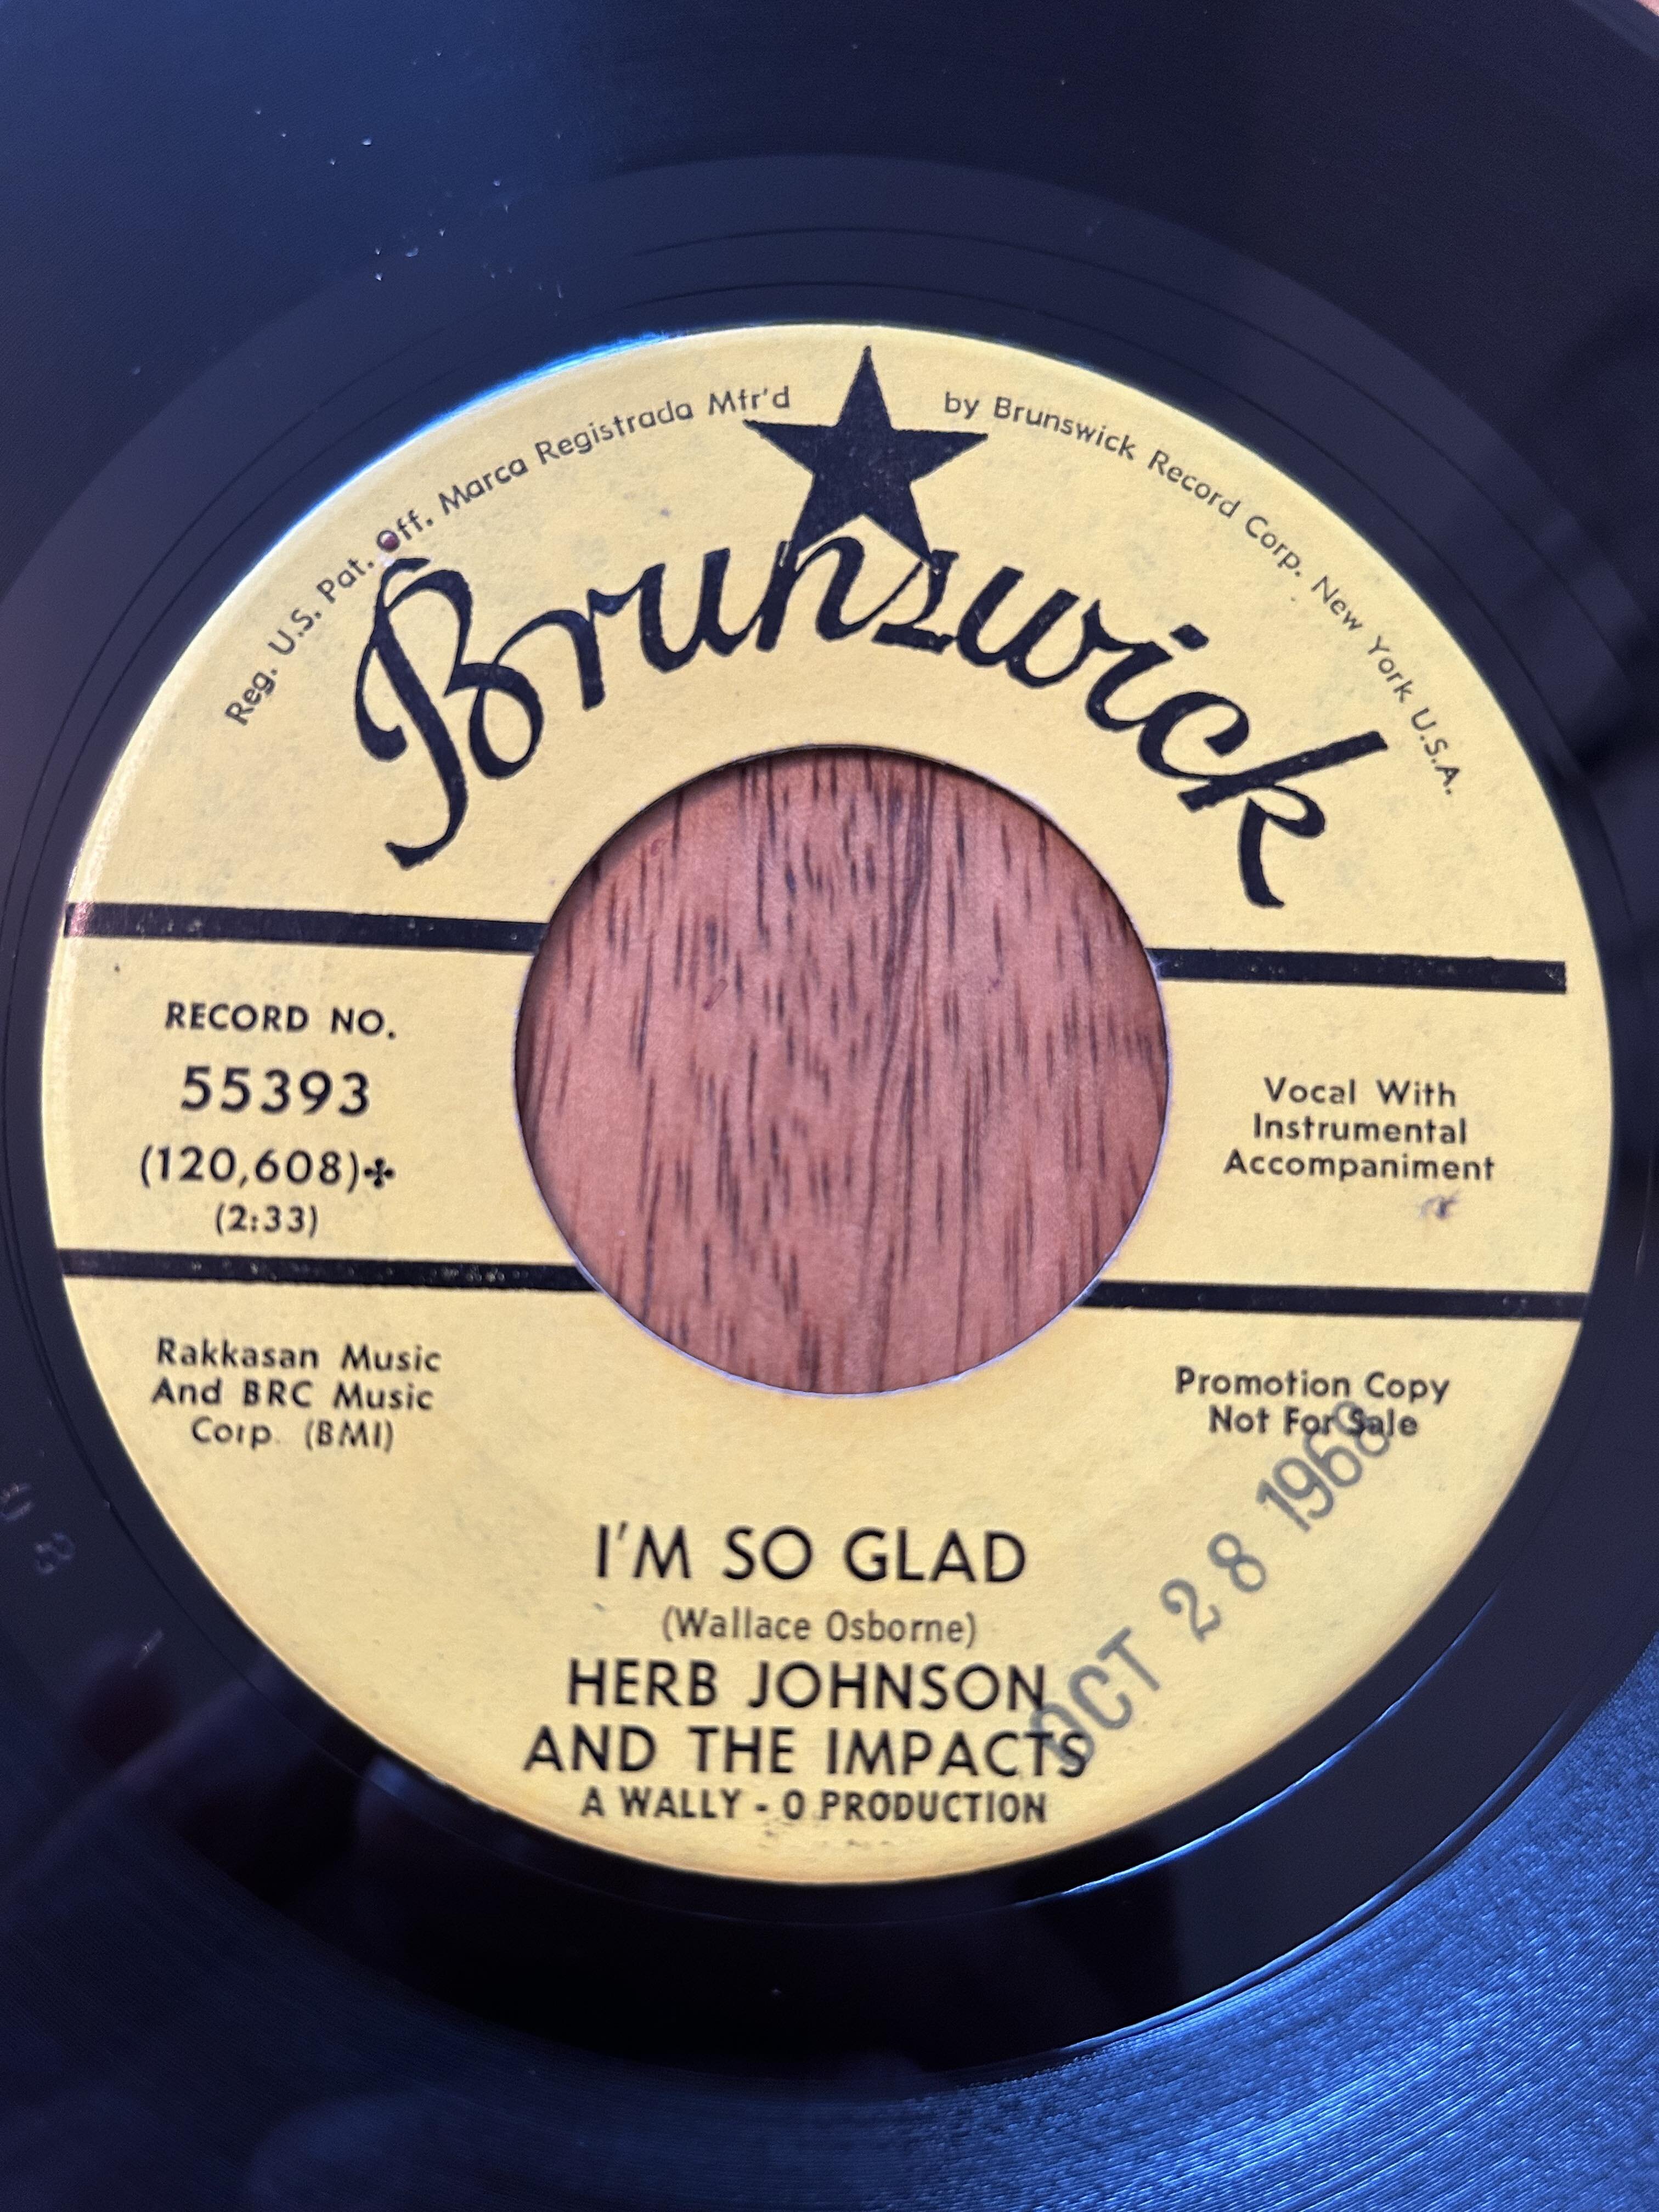 Reg. U.S. Pat. Off. Marca Registrada Mfr'd by Brunswick Record Corp. New York U.S.A.
Brunswick
RECORD NO.
55393
(120,608)✣
(2:33)
Vocal With
Instrumental
Accompaniment
Rakkasan Music
And BRC Music
Corp. (BMI)
Promotion Copy
Not For Sale
OCT 28 1968
I'M SO GLAD
(Wallace Osborne)
HERB JOHNSON
AND THE IMPACTS
A WALLY - O PRODUCTION